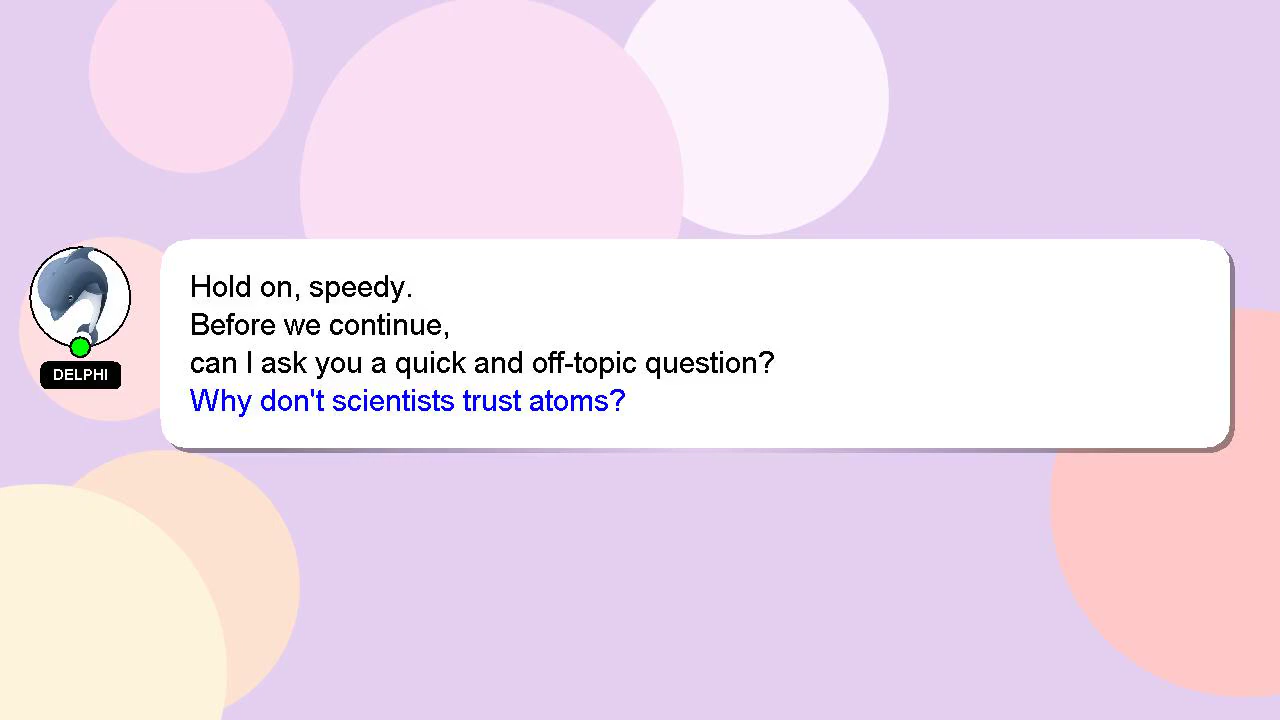 Hold on, speedy.
Before we continue,
can I ask you a quick and off-topic question?
Why don't scientists trust atoms?
DELPHI